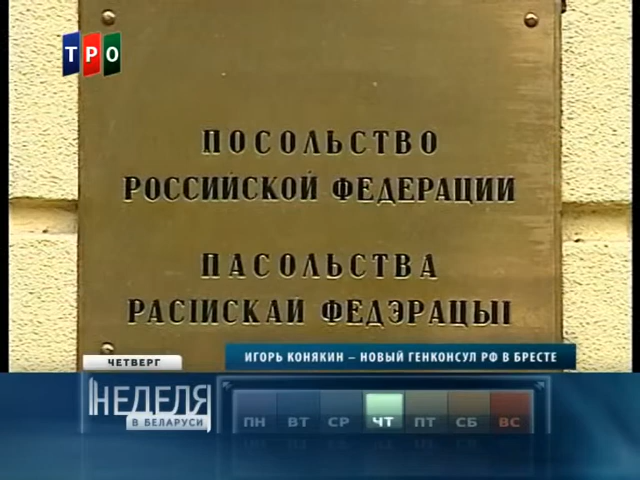 ТРО
ПОСОЛЬСТВО
РОССИЙСКОЙ ФЕДЕРАЦИИ
ПАСОЛЬСТВА
РАСІЙСКАЙ ФЕДЭРАЦЫІ
ЧЕТВЕРГ
ИГОРЬ КОНЯКИН – НОВЫЙ ГЕНКОНСУЛ РФ В БРЕСТЕ
НЕДЕЛЯ
В БЕЛАРУСИ
ПН ВТ СР ЧТ ПТ СБ ВС